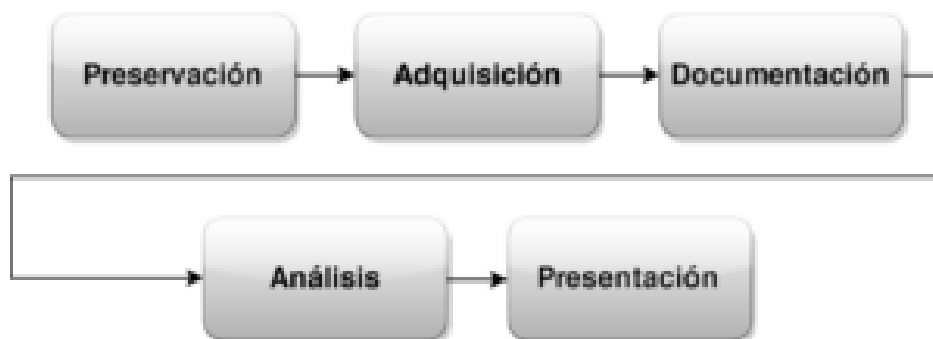 Preservación
Adquisición
Documentación
Análisis
Presentación